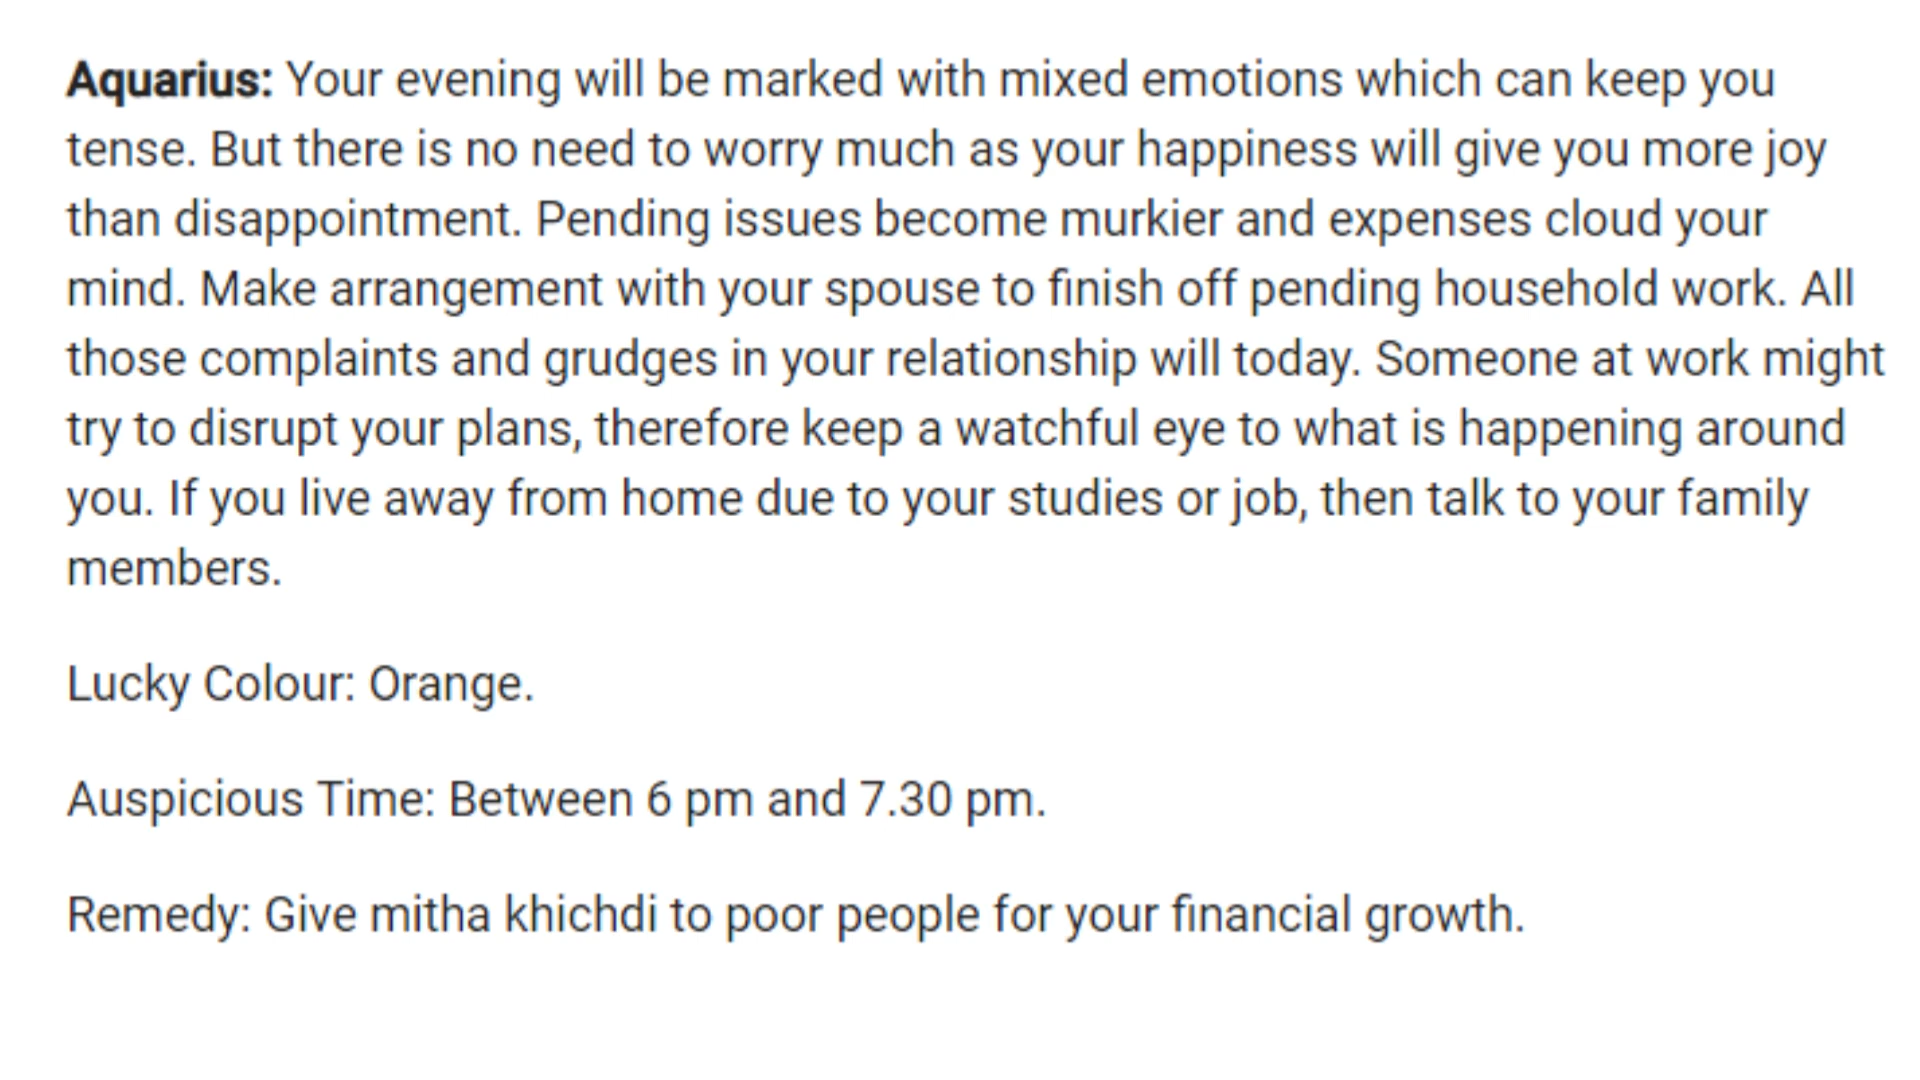 Aquarius: Your evening will be marked with mixed emotions which can keep you
tense. But there is no need to worry much as your happiness will give you more joy
than disappointment. Pending issues become murkier and expenses cloud your
mind. Make arrangement with your spouse to finish off pending household work. All
those complaints and grudges in your relationship will today. Someone at work might
try to disrupt your plans, therefore keep a watchful eye to what is happening around
you. If you live away from home due to your studies or job, then talk to your family
members.
Lucky Colour: Orange.
Auspicious Time: Between 6 pm and 7.30 pm.
Remedy: Give mitha khichdi to poor people for your financial growth.